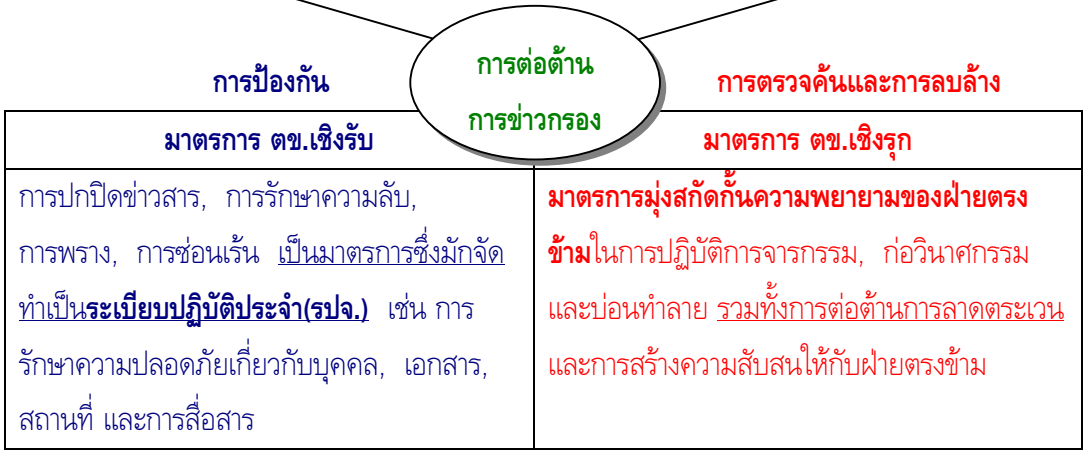 การต่อต้าน
การข่าวกรอง
การป้องกัน
การตรวจค้นและการลบล้าง
มาตรการ ตข.เชิงรับ
มาตรการ ตข.เชิงรุก
การปกปิดข่าวสาร, การรักษาความลับ,
การพราง, การซ่อนเร้น เป็นมาตรการซึ่งมักจัด
ทำเป็นระเบียบปฏิบัติประจำ(รปจ.) เช่น การ
รักษาความปลอดภัยเกี่ยวกับบุคคล, เอกสาร,
สถานที่ และการสื่อสาร
มาตรการมุ่งสกัดกั้นความพยายามของฝ่ายตรง
ข้ามในการปฏิบัติการจารกรรม, ก่อวินาศกรรม
และบ่อนทำลาย รวมทั้งการต่อต้านการลาดตระเวน
และการสร้างความสับสนให้กับฝ่ายตรงข้าม